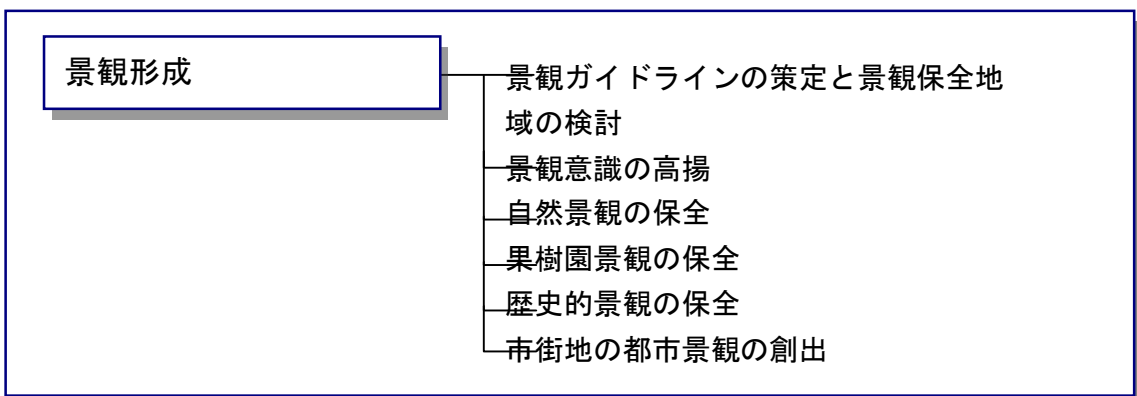 景観形成
景観ガイドラインの策定と景観保全地
域の検討
景観意識の高揚
自然景観の保全
果樹園景観の保全
歴史的景観の保全
市街地の都市景観の創出